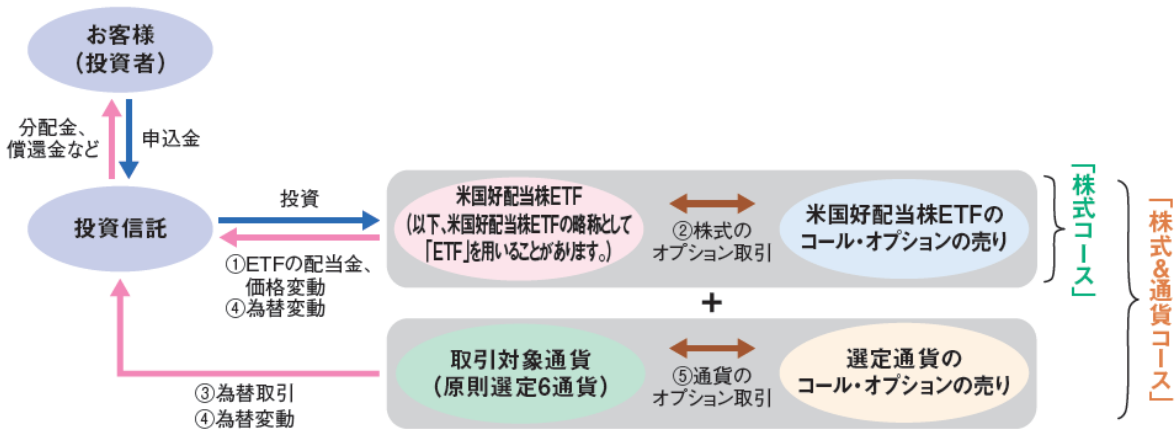 お客様
（投資者）
分配金、
償還金など
申込金
投資信託
投資
①ETFの配当金、
価格変動
④為替変動
米国好配当株ETF
（以下、米国好配当株ETFの略称として
「ETF」を用いることがあります。）
②株式の
オプション取引
米国好配当株ETFの
コール・オプションの売り
「株式コース」
「株式&通貨コース」
+
取引対象通貨
（原則選定6通貨）
⑤通貨の
オプション取引
選定通貨の
コール・オプションの売り
③為替取引
④為替変動